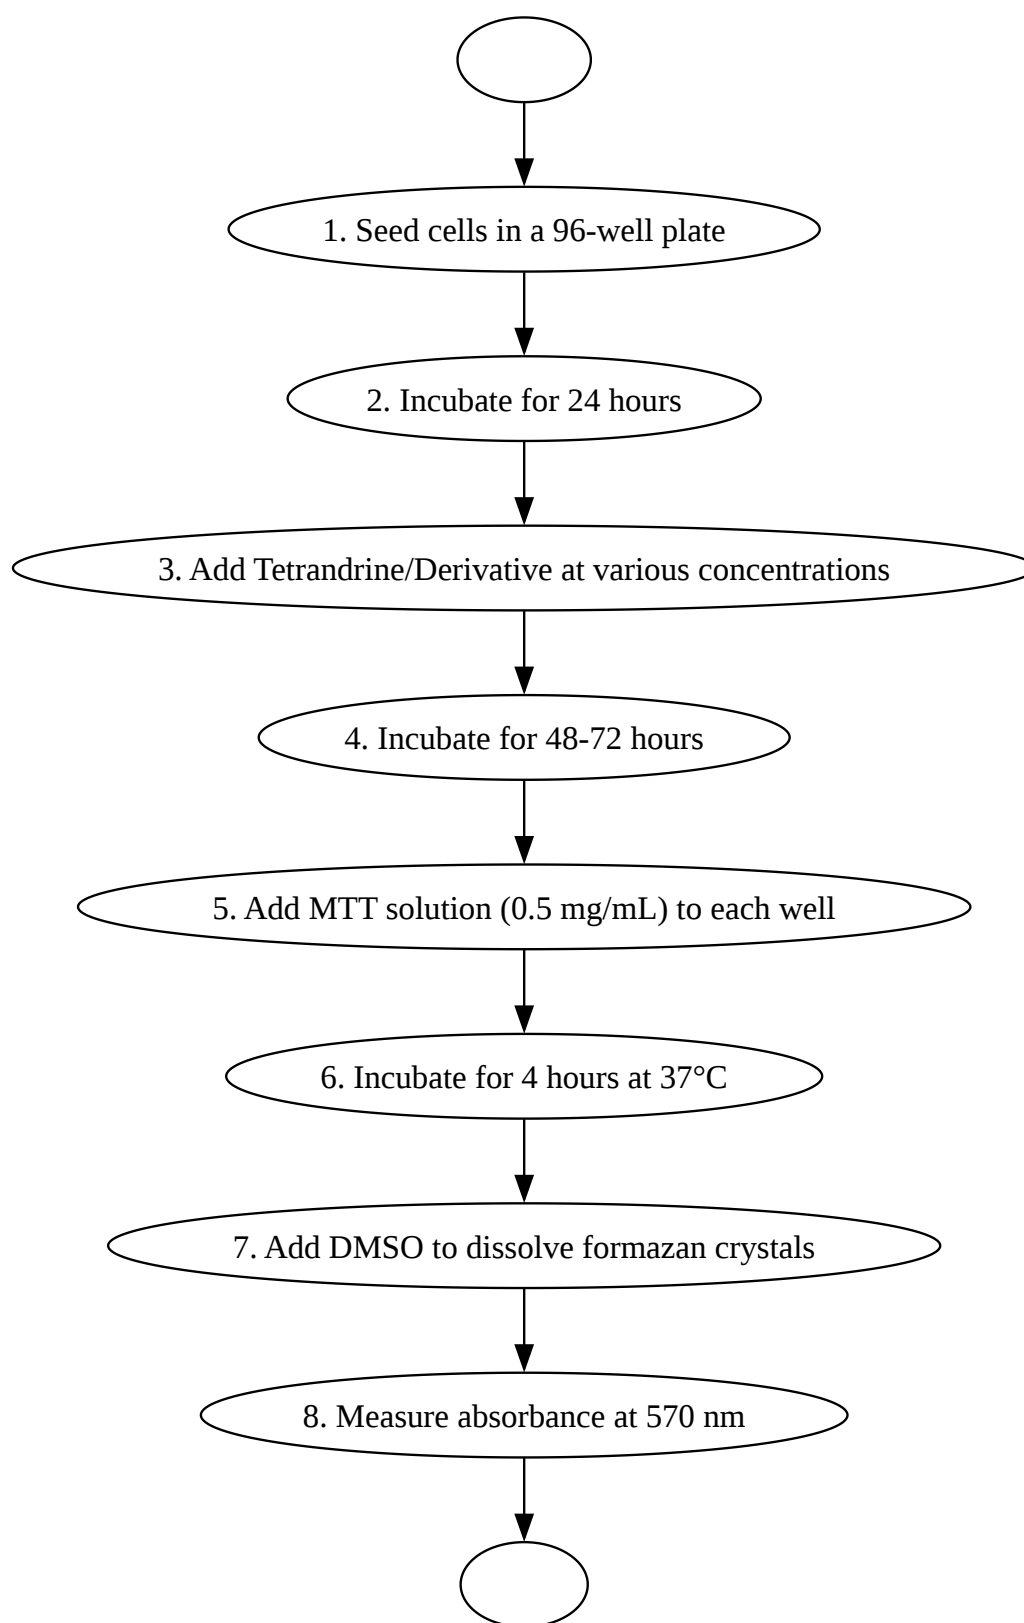 1. Seed cells in a 96-well plate
2. Incubate for 24 hours
3. Add Tetrandrine/Derivative at various concentrations
4. Incubate for 48-72 hours
5. Add MTT solution (0.5 mg/mL) to each well
6. Incubate for 4 hours at 37°C
7. Add DMSO to dissolve formazan crystals
8. Measure absorbance at 570 nm